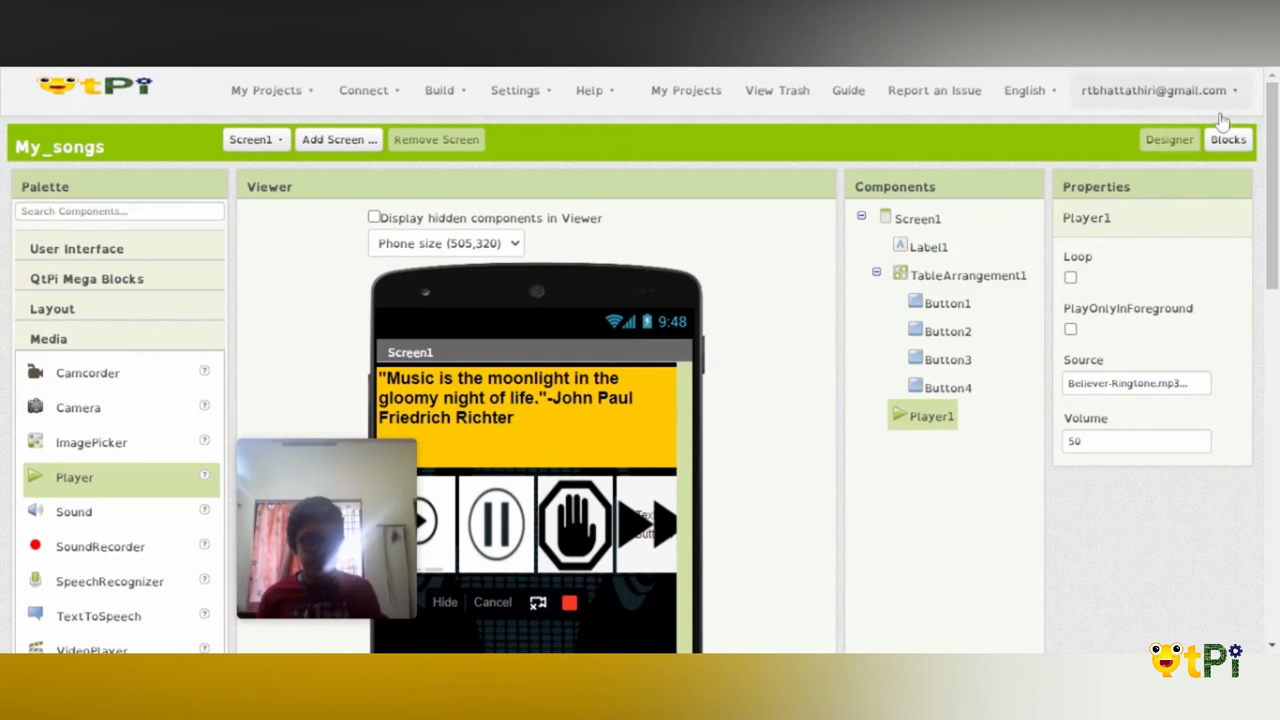 QtPi
My Projects
Connect
Build
Settings
Help
My Projects
View Trash
Guide
Report an Issue
English
rtbhattathiri@gmail.com
My_songs
Screen1
Add Screen ...
Remove Screen
Designer
Blocks
Palette
Search Components...
User Interface
QtPi Mega Blocks
Layout
Media
Camcorder
?
Camera
?
ImagePicker
?
Player
?
Sound
?
SoundRecorder
?
SpeechRecognizer
?
TextToSpeech
?
VideoPlayer
Viewer
Display hidden components in Viewer
Phone size (505,320)
9:48
Screen1
"Music is the moonlight in the
gloomy night of life."-John Paul
Friedrich Richter
Hide
Cancel
Components
Screen1
A Label1
TableArrangement1
Button1
Button2
Button3
Button4
Player1
Properties
Player1
Loop
PlayOnlyInForeground
Source
Believer-Ringtone.mp3...
Volume
50
QtPi